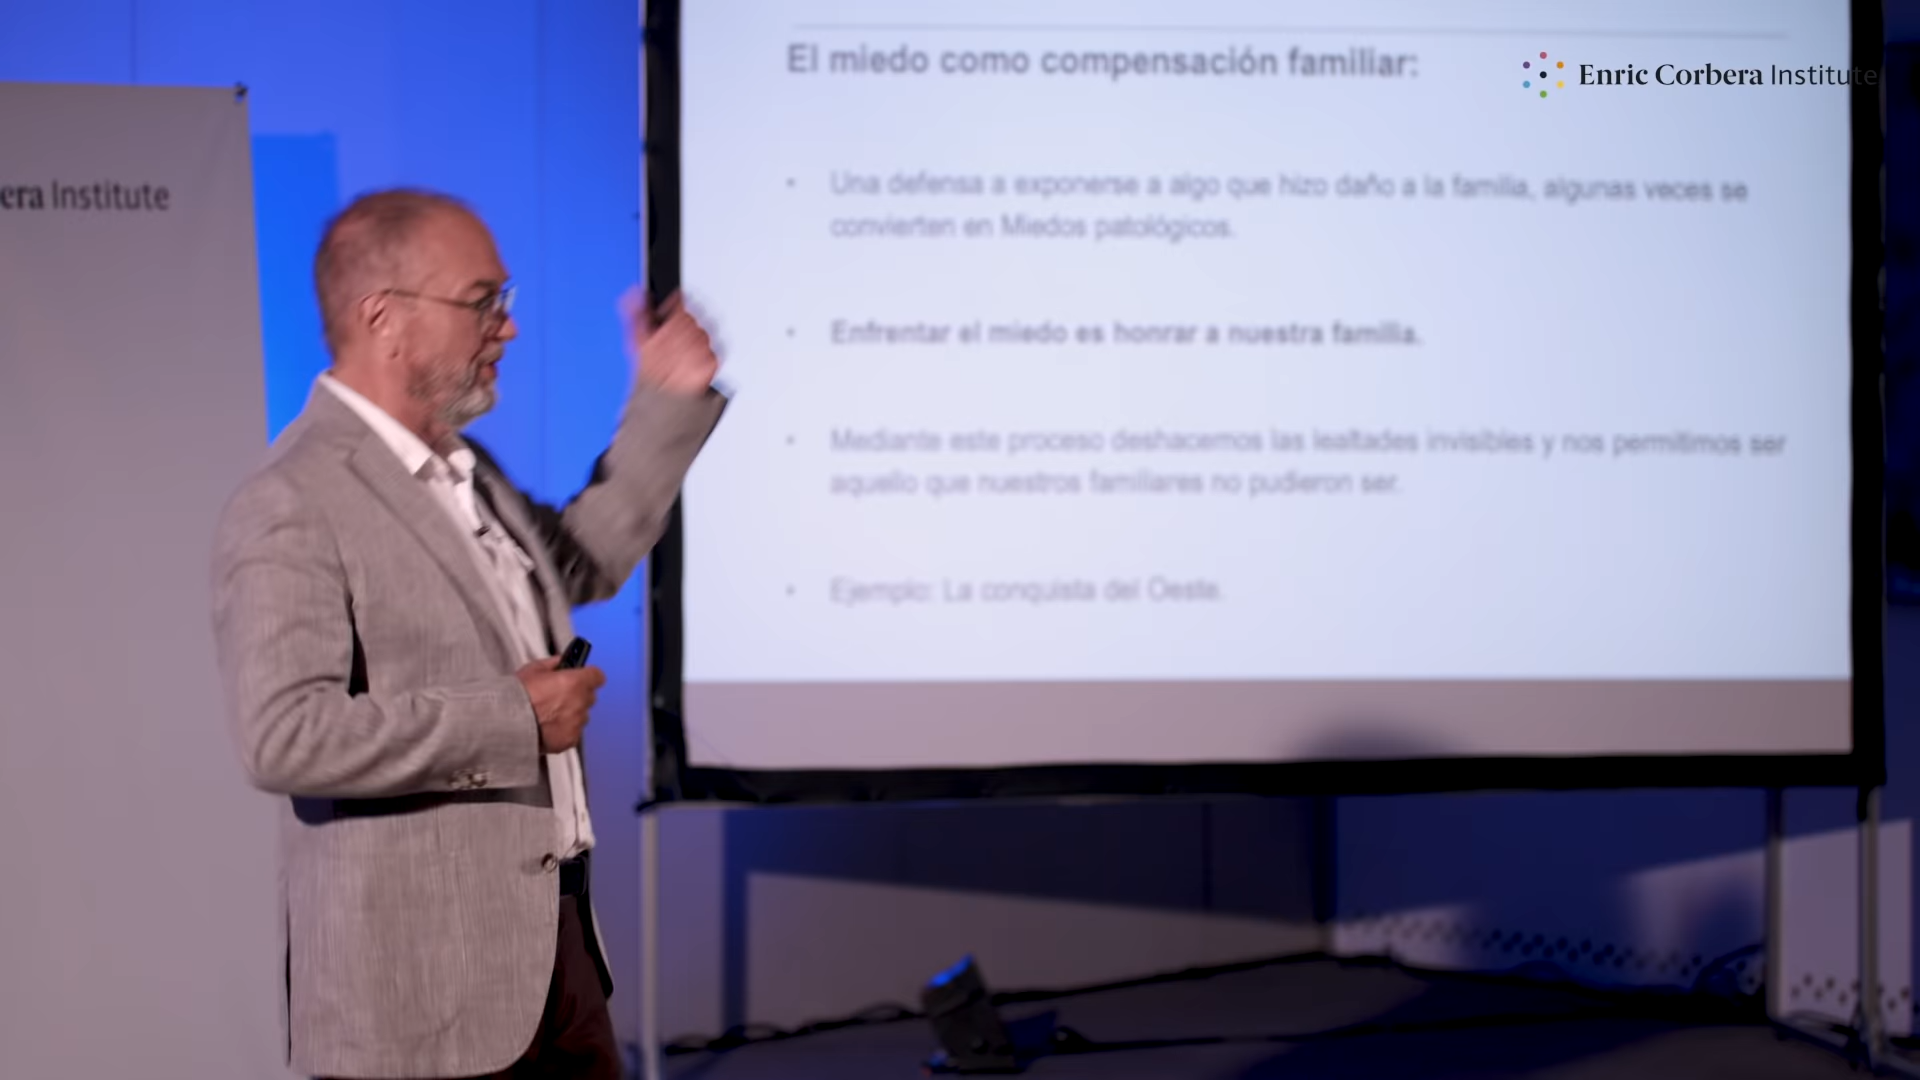 El miedo como compensación familiar:
Enric Corbera Institute
era Institute
• Una defensa a exponerse a algo que hizo daño a la familia, algunas veces se
convierten en Miedos patológicos.
• Enfrentar el miedo es honrar a nuestra familia.
• Mediante este proceso deshacemos las lealtades invisibles y nos permitimos ser
aquello que nuestros familiares no pudieron ser.
• Ejemplo: La conquista del Oeste.